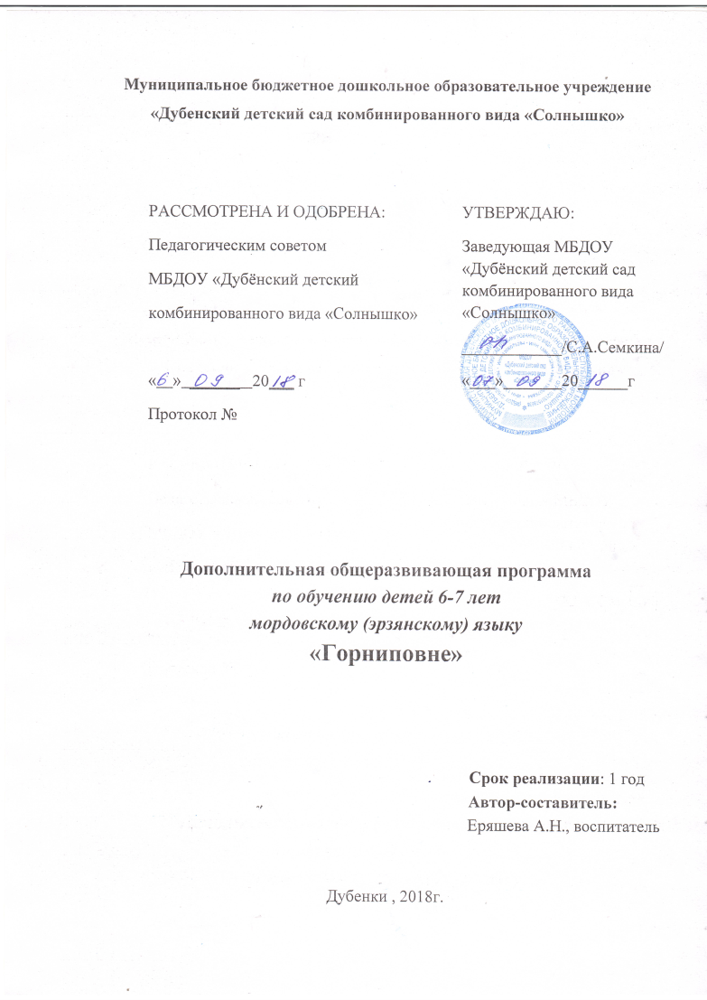 Муниципальное бюджетное дошкольное образовательное учреждение
«Дубенский детский сад комбинированного вида «Солнышко»
РАССМОТРЕНА И ОДОБРЕНА:
Педагогическим советом
МБДОУ «Дубёнский детский
комбинированного вида «Солнышко»
«6» 09 2018 г
Протокол №
УТВЕРЖДАЮ:
Заведующая МБДОУ
«Дубёнский детский сад
комбинированного вида
«Солнышко»
/С.А.Семкина/
«07» 09 2018 г
Дополнительная общеразвивающая программа
по обучению детей 6-7 лет
мордовскому (эрзянскому) языку
«Горниповне»
Срок реализации: 1 год
Автор-составитель:
Еряшева А.Н., воспитатель
Дубенки , 2018г.